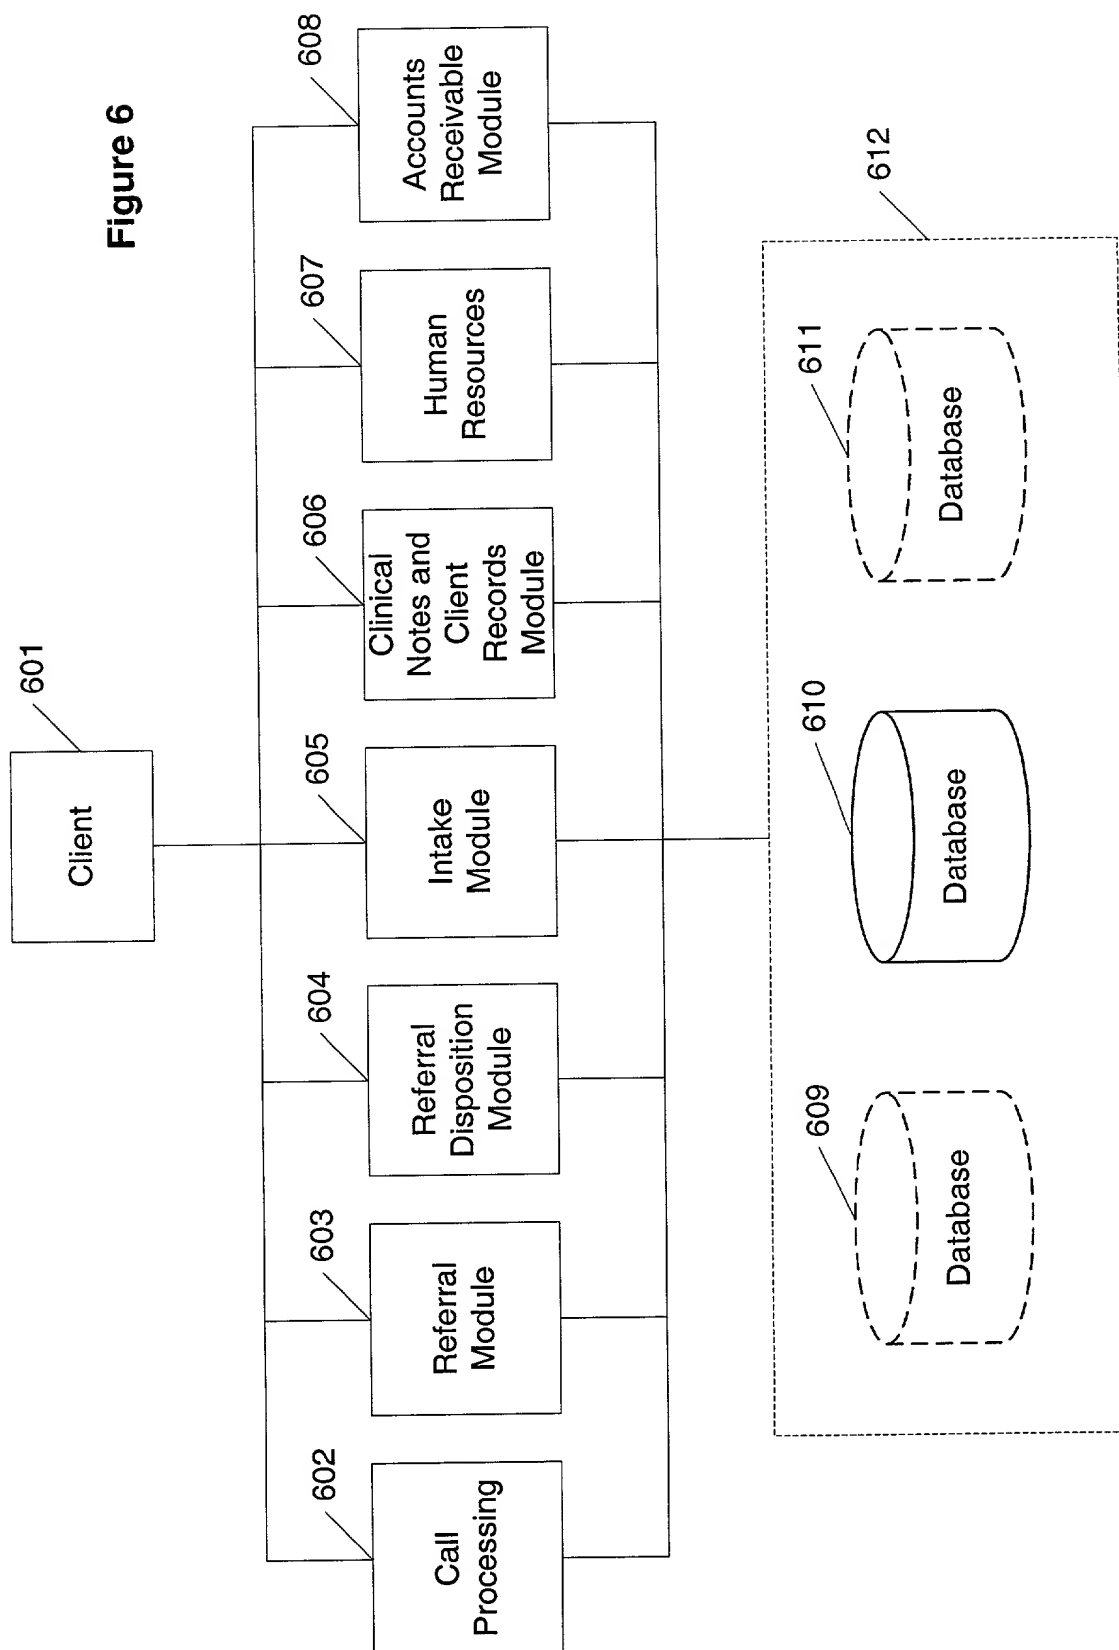 Figure 6
601
Client
602
Call
Processing
603
Referral
Module
604
Referral
Disposition
Module
605
Intake
Module
606
Clinical
Notes and
Client
Records
Module
607
Human
Resources
608
Accounts
Receivable
Module
609
Database
610
Database
611
Database
612